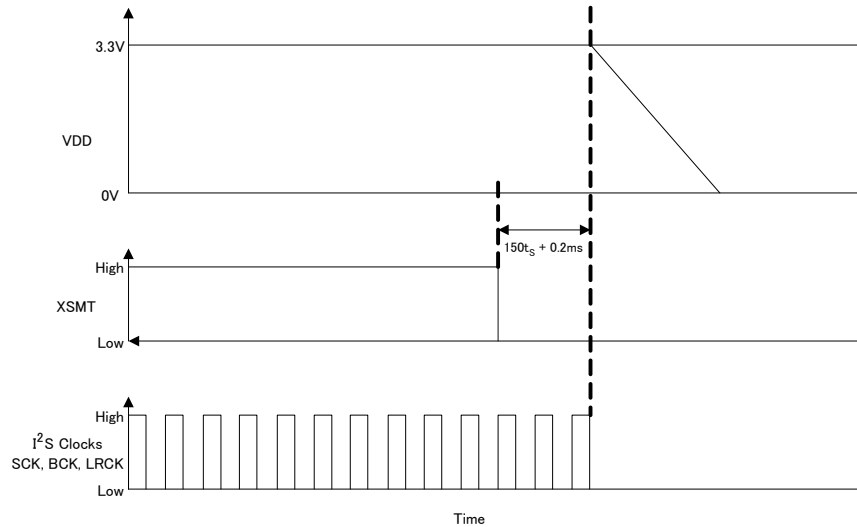 3.3V
VDD
0V
150tS + 0.2ms
High
XSMT
Low
High
I2S Clocks
SCK, BCK, LRCK
Low
Time